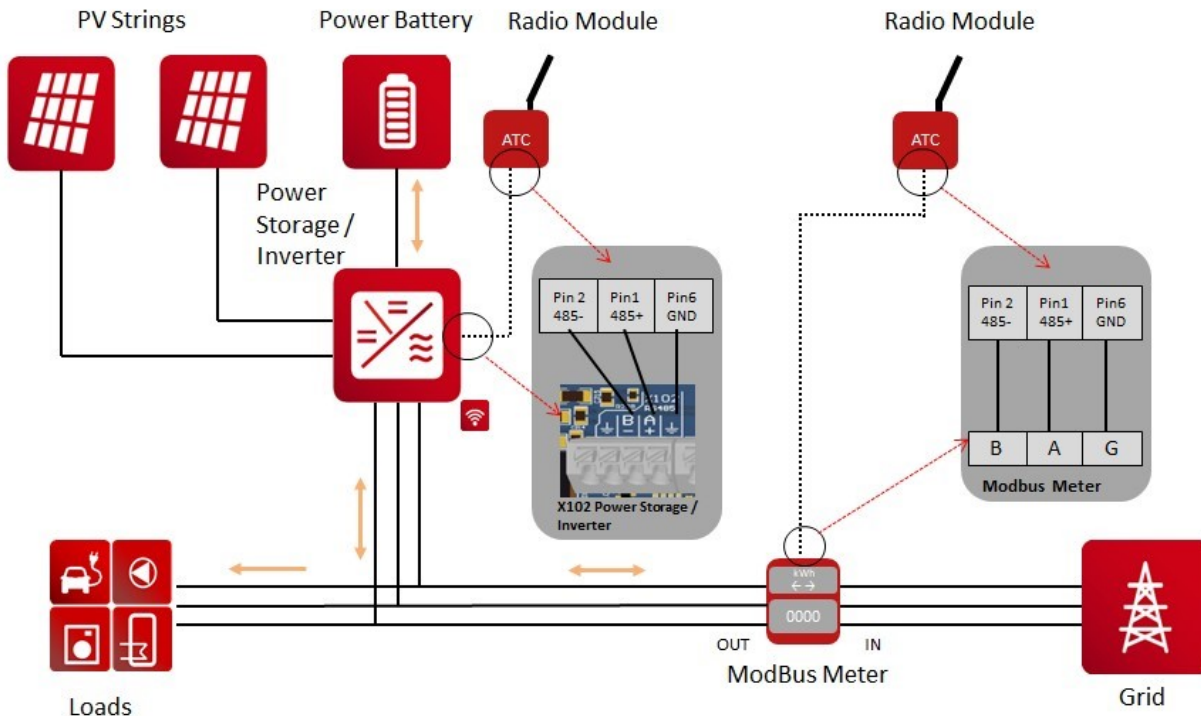 PV Strings
Power Battery
Radio Module
Radio Module
ATC
ATC
Power
Storage /
Inverter
Pin 2
485-
Pin1
485+
Pin6
GND
X102
RS485
B
A
-
+
X102 Power Storage /
Inverter
Pin 2
485-
Pin1
485+
Pin6
GND
B
A
G
Modbus Meter
kWh
0000
OUT
IN
ModBus Meter
Loads
Grid